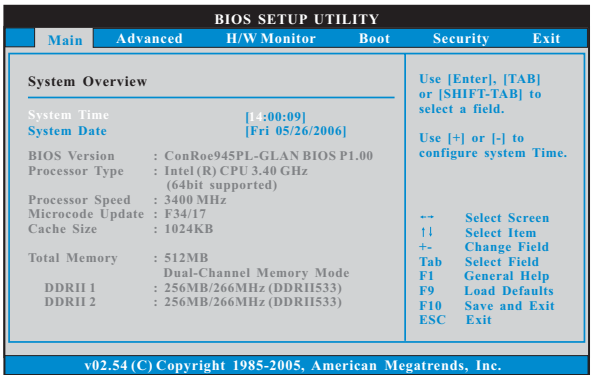 BIOS SETUP UTILITY
Main Advanced H/W Monitor Boot Security Exit
System Overview
System Time [14:00:09]
System Date [Fri 05/26/2006]
BIOS Version : ConRoe945PL-GLAN BIOS P1.00
Processor Type : Intel (R) CPU 3.40 GHz
(64bit supported)
Processor Speed : 3400 MHz
Microcode Update : F34/17
Cache Size : 1024KB
Total Memory : 512MB
Dual-Channel Memory Mode
DDRII 1 : 256MB/266MHz (DDRII533)
DDRII 2 : 256MB/266MHz (DDRII533)
Use [Enter], [TAB]
or [SHIFT-TAB] to
select a field.
Use [+] or [-] to
configure system Time.
←→ Select Screen
↑↓ Select Item
+- Change Field
Tab Select Field
F1 General Help
F9 Load Defaults
F10 Save and Exit
ESC Exit
v02.54 (C) Copyright 1985-2005, American Megatrends, Inc.